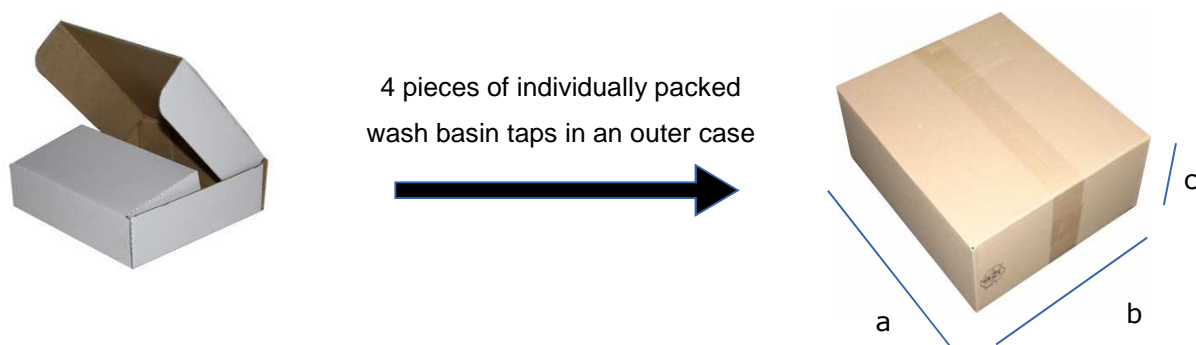 4 pieces of individually packed
wash basin taps in an outer case
c
a
b